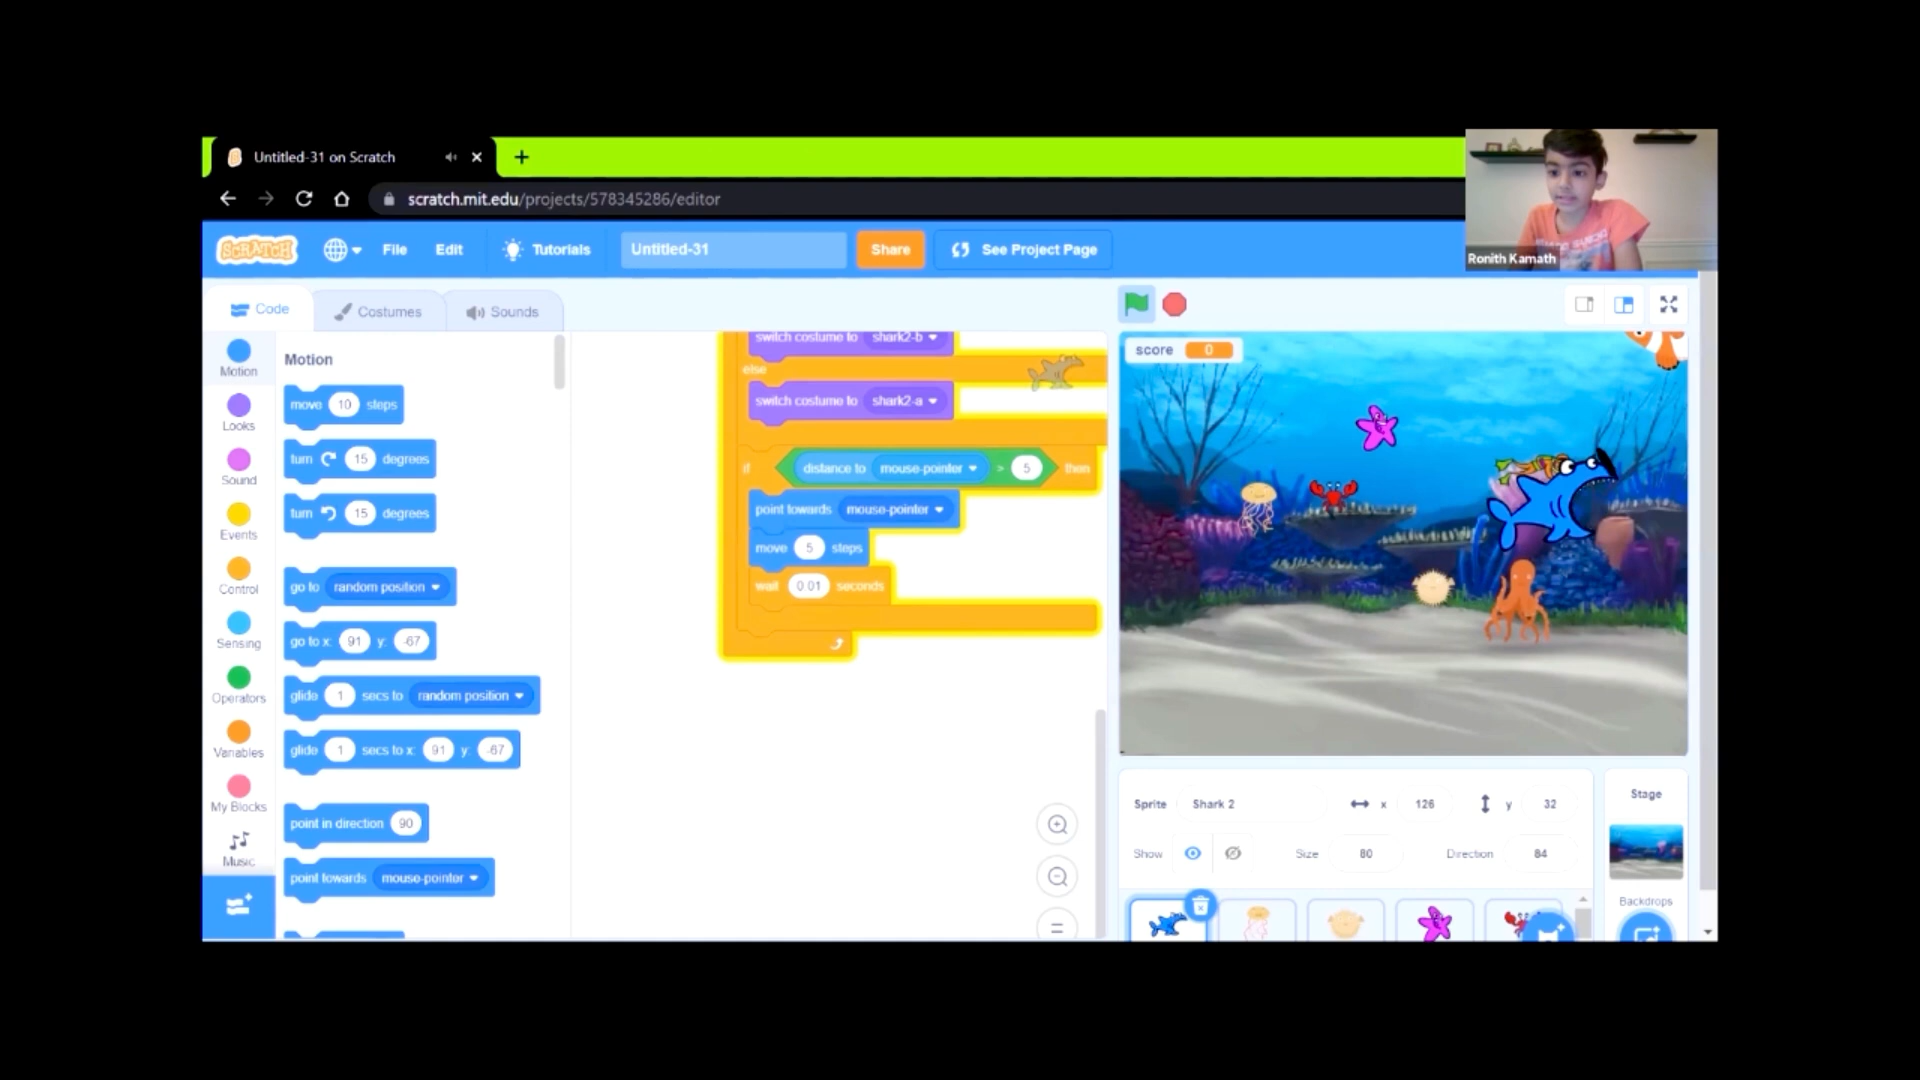 Untitled-31 on Scratch
scratch.mit.edu/projects/578345286/editor
SCRATCH
File
Edit
Tutorials
Untitled-31
Share
See Project Page
Ronith Kamath
Code
Costumes
Sounds
Motion
Looks
Sound
Events
Control
Sensing
Operators
Variables
My Blocks
Music
Motion
move 10 steps
turn 15 degrees
turn 15 degrees
go to random position
go to x: 91 y: -67
glide 1 secs to random position
glide 1 secs to x: 91 y: -67
point in direction 90
point towards mouse-pointer
switch costume to shark2-b
else
switch costume to shark2-a
if distance to mouse-pointer > 5 then
point towards mouse-pointer
move 5 steps
wait 0.01 seconds
score 0
Sprite Shark 2 x 126 y 32
Show Size 80 Direction 84
Stage
Backdrops